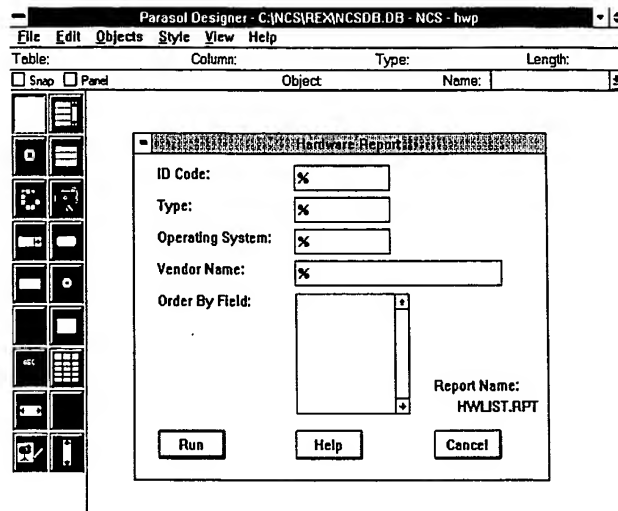 Parasol Designer - C:\NCS\REX\NCSDB.DB - NCS - hwp
File Edit Objects Style View Help
Table: Column: Type: Length:
Snap Panel Object Name:
Hardware Report
ID Code: %
Type: %
Operating System: %
Vendor Name: %
Order By Field:
Report Name:
HWLIST.RPT
Run Help Cancel